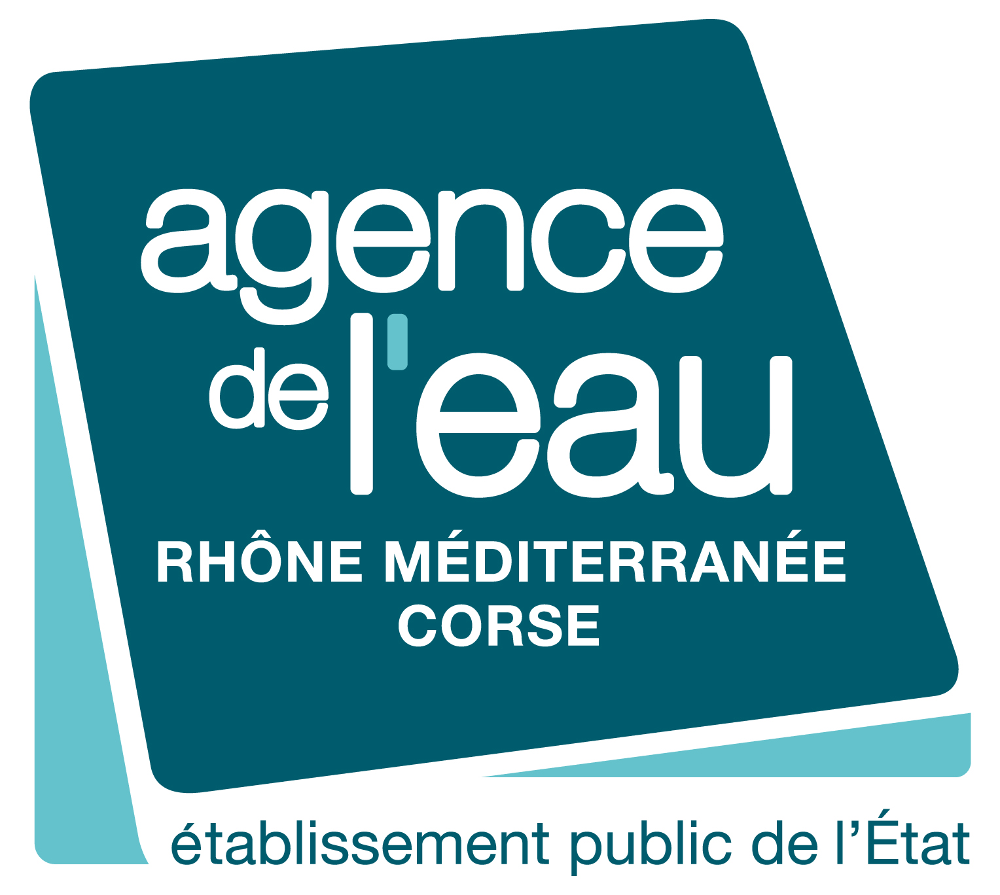 agence
de l'eau
RHÔNE MÉDITERRANÉE
CORSE
établissement public de l’État